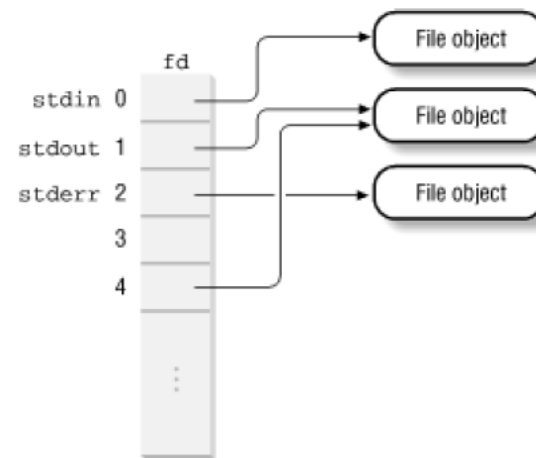 File object
fd
stdin 0
File object
stdout 1
stderr 2
File object
3
4
⋮